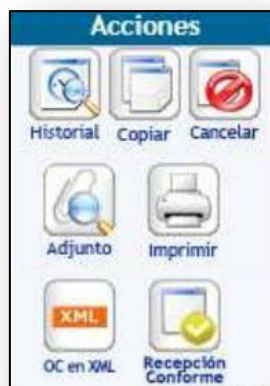 Acciones
Historial Copiar Cancelar
Adjunto Imprimir
XML
OC en XML Recepción
Conforme